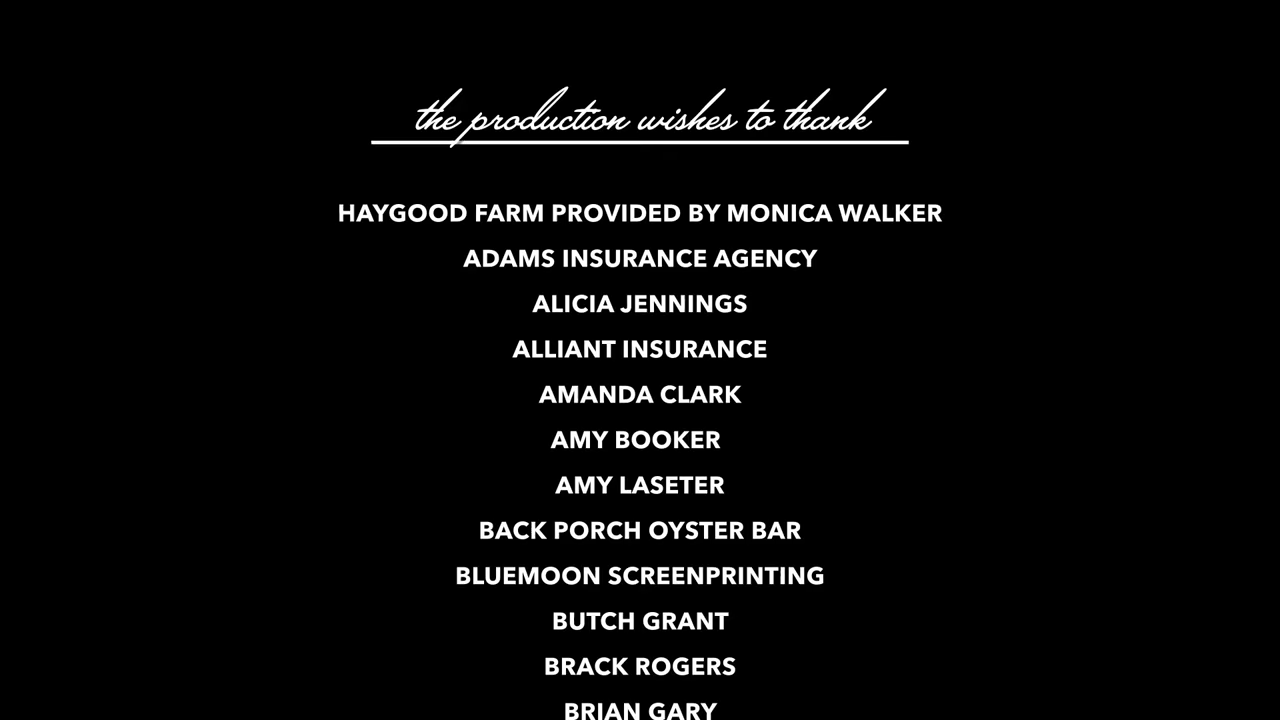 the production wishes to thank
HAYGOOD FARM PROVIDED BY MONICA WALKER
ADAMS INSURANCE AGENCY
ALICIA JENNINGS
ALLIANT INSURANCE
AMANDA CLARK
AMY BOOKER
AMY LASETER
BACK PORCH OYSTER BAR
BLUEMOON SCREENPRINTING
BUTCH GRANT
BRACK ROGERS
BRIAN GARY